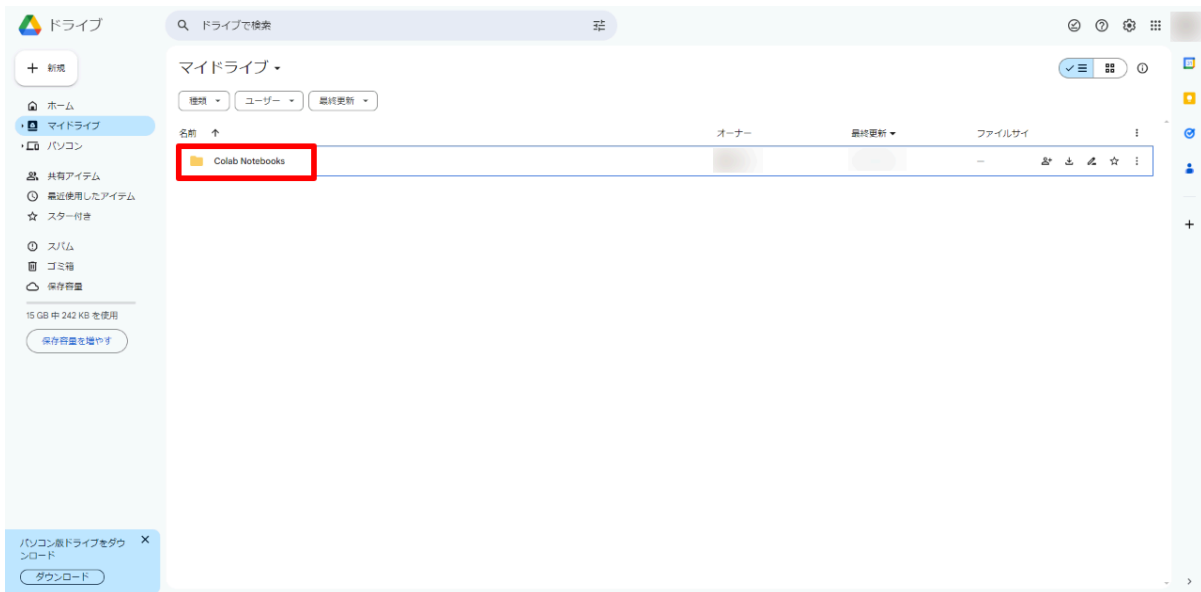 ドライブ
ドライブで検索
新規
マイドライブ
種類
ユーザー
最終更新
ホーム
マイドライブ
パソコン
共有アイテム
最近使用したアイテム
スター付き
スパム
ゴミ箱
保存容量
15 GB 中 242 KB を使用
保存容量を増やす
名前 オーナー 最終更新 ファイルサイ
Colab Notebooks —
パソコン版ドライブをダウ
ンロード
ダウンロード